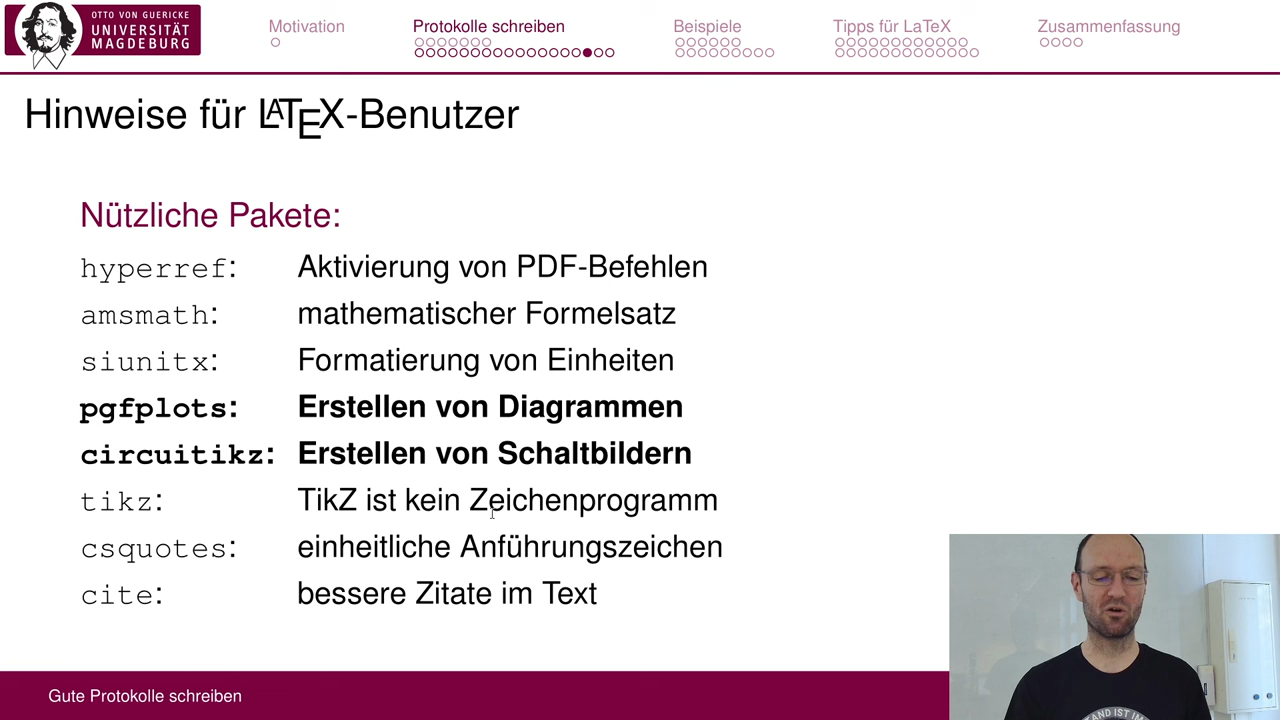 OTTO VON GUERICKE
UNIVERSITÄT
MAGDEBURG
Motivation
Protokolle schreiben
Beispiele
Tipps für LaTeX
Zusammenfassung
Hinweise für LATEX-Benutzer
Nützliche Pakete:
hyperref: Aktivierung von PDF-Befehlen
amsmath: mathematischer Formelsatz
siunitx: Formatierung von Einheiten
pgfplots: Erstellen von Diagrammen
circuitikz: Erstellen von Schaltbildern
tikz: TikZ ist kein Zeichenprogramm
csquotes: einheitliche Anführungszeichen
cite: bessere Zitate im Text
Gute Protokolle schreiben